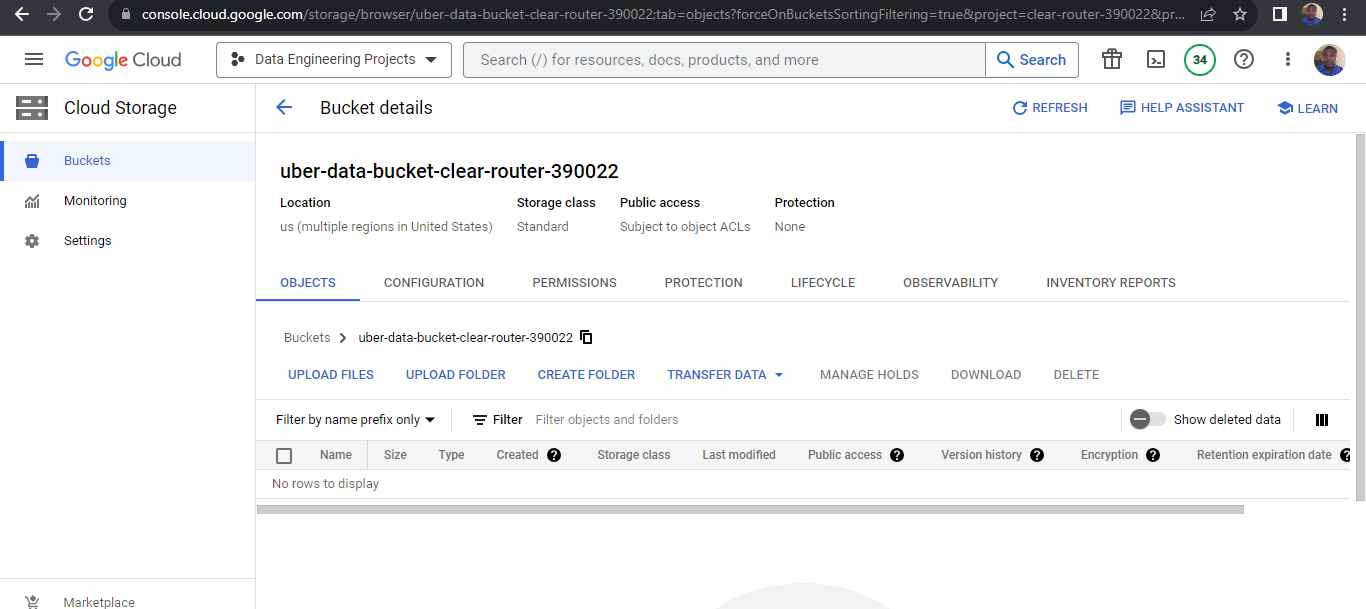 console.cloud.google.com/storage/browser/uber-data-bucket-clear-router-390022;tab=objects?forceOnBucketsSortingFiltering=true&project=clear-router-390022&pr...
Google Cloud
Data Engineering Projects
Search (/) for resources, docs, products, and more
Search
34
Cloud Storage
Bucket details
REFRESH
HELP ASSISTANT
LEARN
Buckets
Monitoring
Settings
Marketplace
uber-data-bucket-clear-router-390022
Location Storage class Public access Protection
us (multiple regions in United States) Standard Subject to object ACLs None
OBJECTS CONFIGURATION PERMISSIONS PROTECTION LIFECYCLE OBSERVABILITY INVENTORY REPORTS
Buckets > uber-data-bucket-clear-router-390022
UPLOAD FILES UPLOAD FOLDER CREATE FOLDER TRANSFER DATA MANAGE HOLDS DOWNLOAD DELETE
Filter by name prefix only Filter Filter objects and folders Show deleted data
Name Size Type Created Storage class Last modified Public access Version history Encryption Retention expiration date
No rows to display